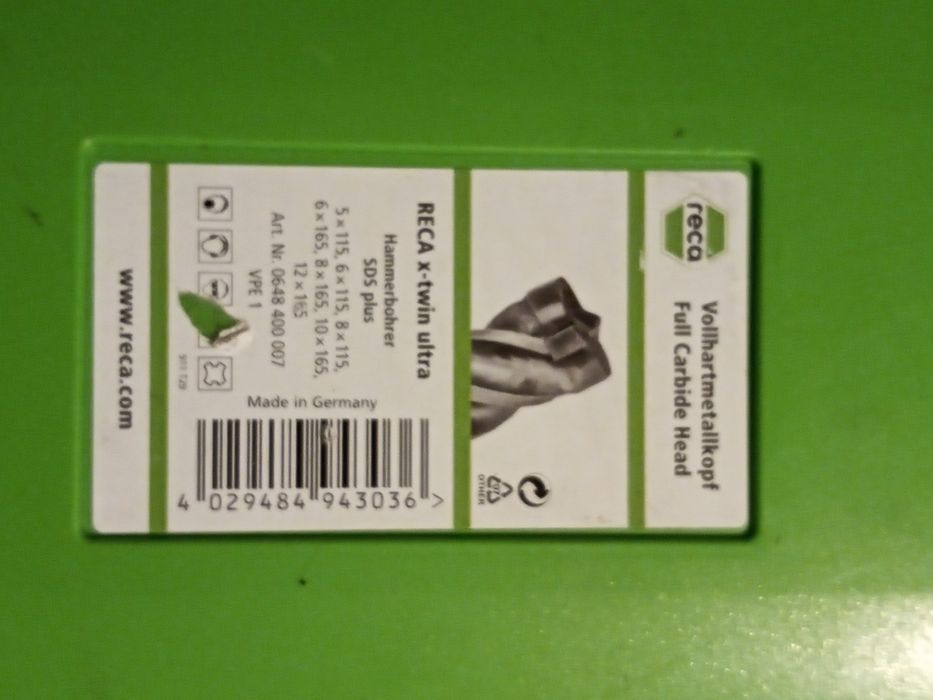 reca
Vollhartmetallkopf
Full Carbide Head
OTHER
RECA x-twin ultra
Hammerbohrer
SDS plus
5 x 115, 6 x 115, 8 x 115,
6 x 165, 8 x 165, 10 x 165,
12 x 165
Art. Nr. 0648 400 007
VPE 1
Made in Germany
4 029484 943036 >
www.reca.com